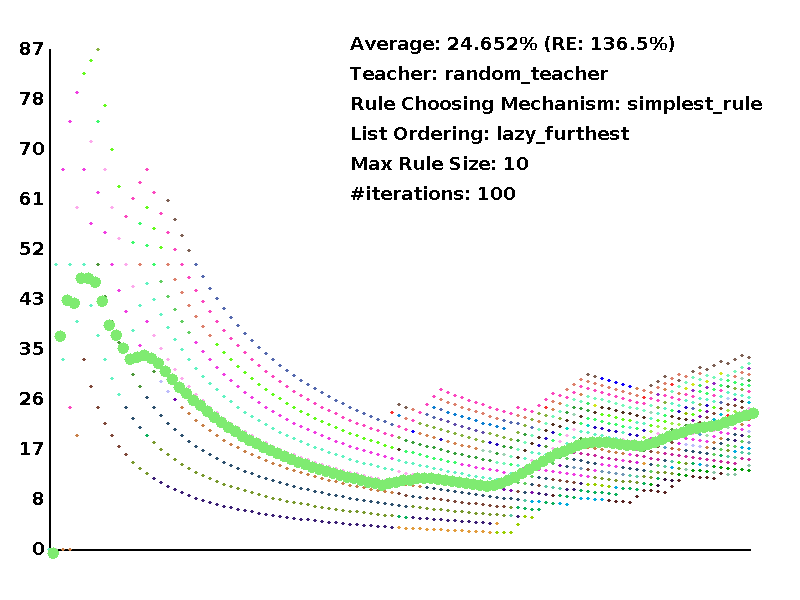 Average: 24.652% (RE: 136.5%)
Teacher: random_teacher
Rule Choosing Mechanism: simplest_rule
List Ordering: lazy_furthest
Max Rule Size: 10
#iterations: 100
87
78
70
61
52
43
35
26
17
8
0